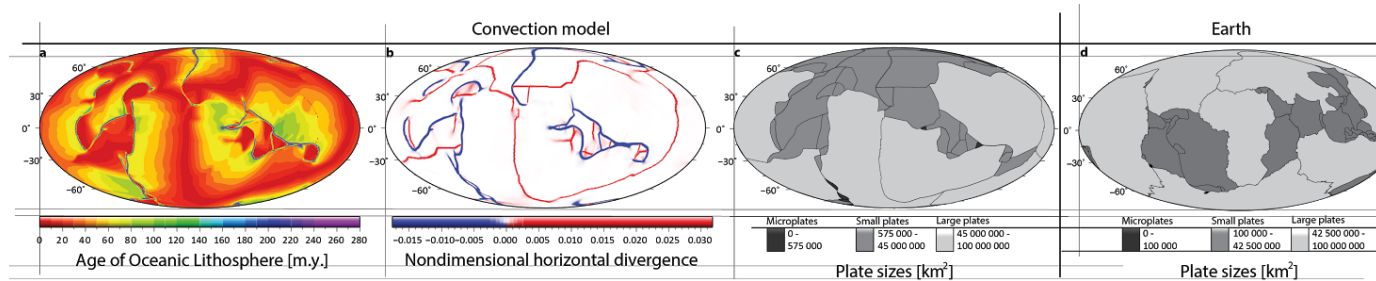 Convection model
Earth
a
b
c
d
60°
30°
0°
−30°
−60°
60°
30°
0°
−30°
−60°
60°
30°
0°
−30°
−60°
60°
30°
0°
−30°
−60°
0 20 40 60 80 100 120 140 160 180 200 220 240 260 280
Age of Oceanic Lithosphere [m.y.]
−0.015 −0.010 −0.005 0.000 0.005 0.010 0.015 0.020 0.025 0.030
Nondimensional horizontal divergence
Microplates Small plates Large plates
0 - 575 000 - 45 000 000 -
575 000 45 000 000 100 000 000
Plate sizes [km²]
Microplates Small plates Large plates
0 - 100 000 - 42 500 000 -
100 000 42 500 000 100 000 000
Plate sizes [km²]